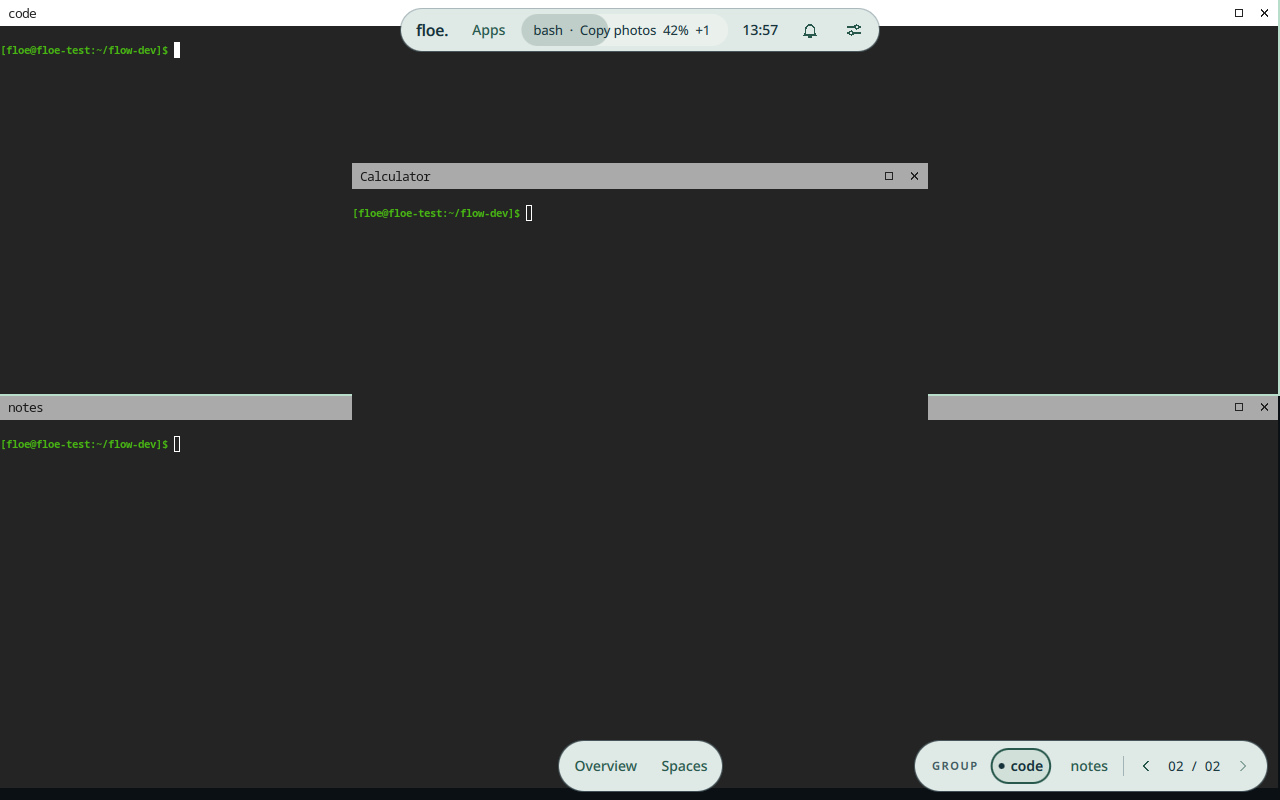 code
floe. Apps bash · Copy photos 42% +1 13:57
[floe@floe-test:~/flow-dev]$
Calculator
[floe@floe-test:~/flow-dev]$
notes
[floe@floe-test:~/flow-dev]$
Overview Spaces
GROUP • code notes 02 / 02